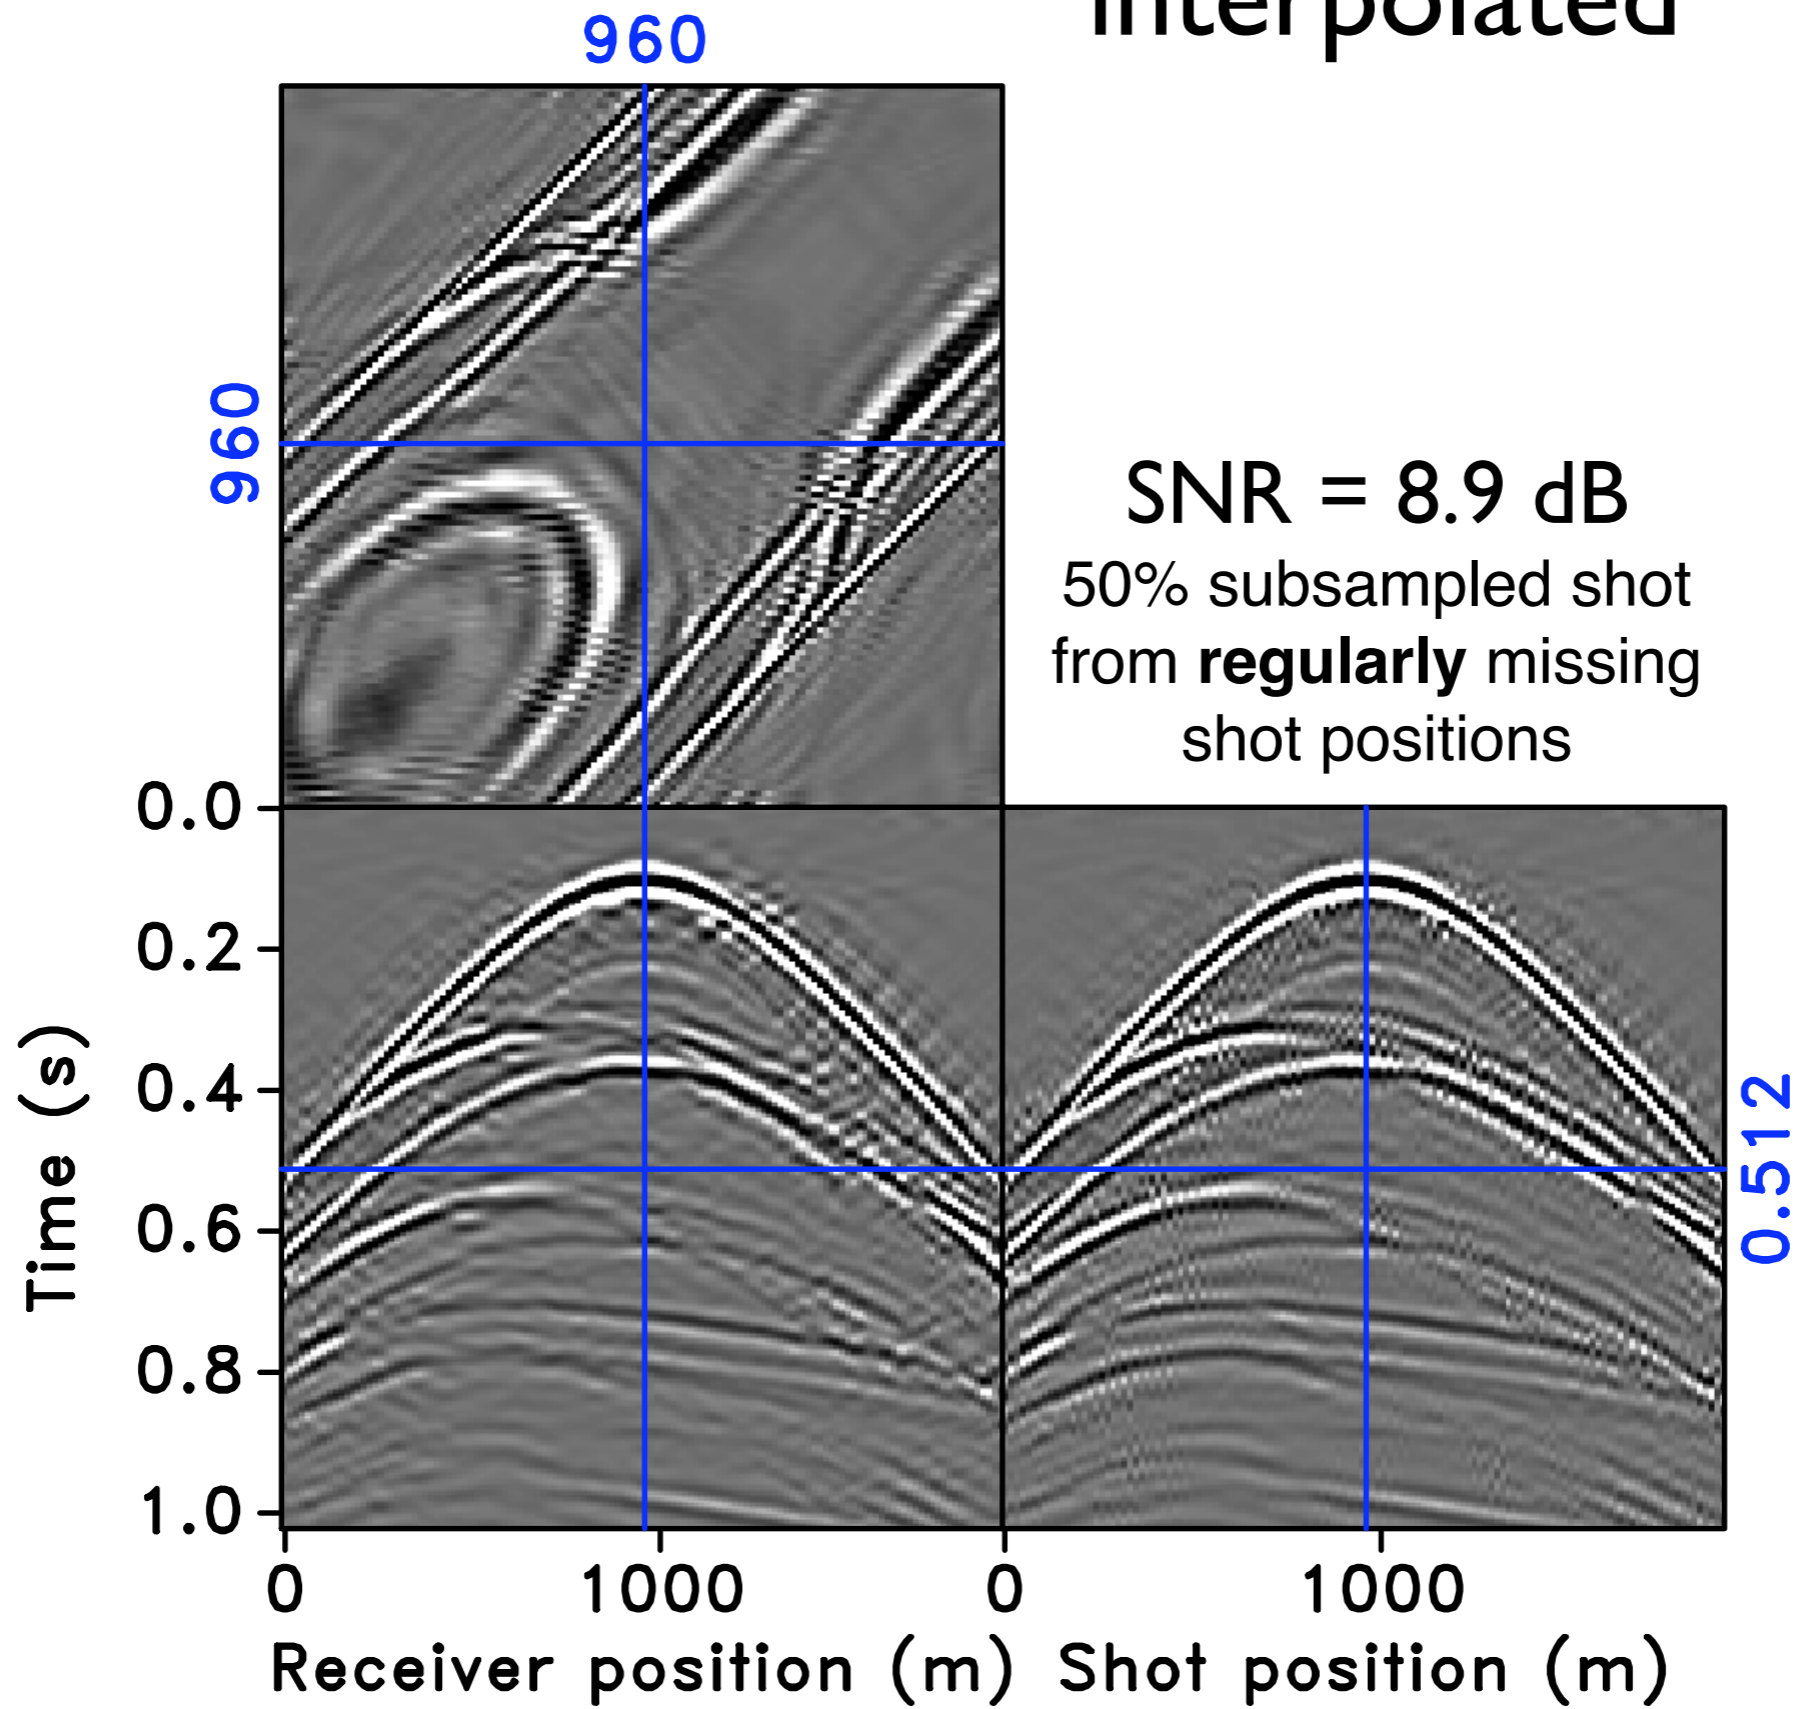 interpolated
960
960
SNR = 8.9 dB
50% subsampled shot
from regularly missing
shot positions
0.0
0.2
0.4
0.6
0.8
1.0
Time (s)
0.512
0
1000
0
1000
Receiver position (m)
Shot position (m)